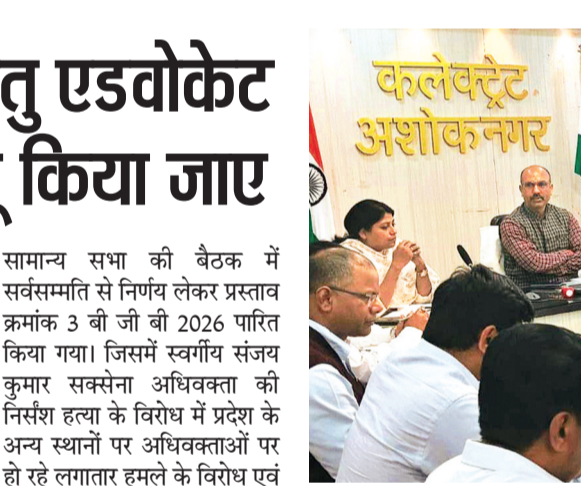 तु एडवोकेट
किया जाए
सामान्य सभा की बैठक में
सर्वसम्मति से निर्णय लेकर प्रस्ताव
क्रमांक 3 बी जी बी 2026 पारित
किया गया। जिसमें स्वर्गीय संजय
कुमार सक्सेना अधिवक्ता की
निर्संश हत्या के विरोध में प्रदेश के
अन्य स्थानों पर अधिवक्ताओं पर
हो रहे लगातार हमले के विरोध एवं
कलेक्ट्रेट
अशोकनगर